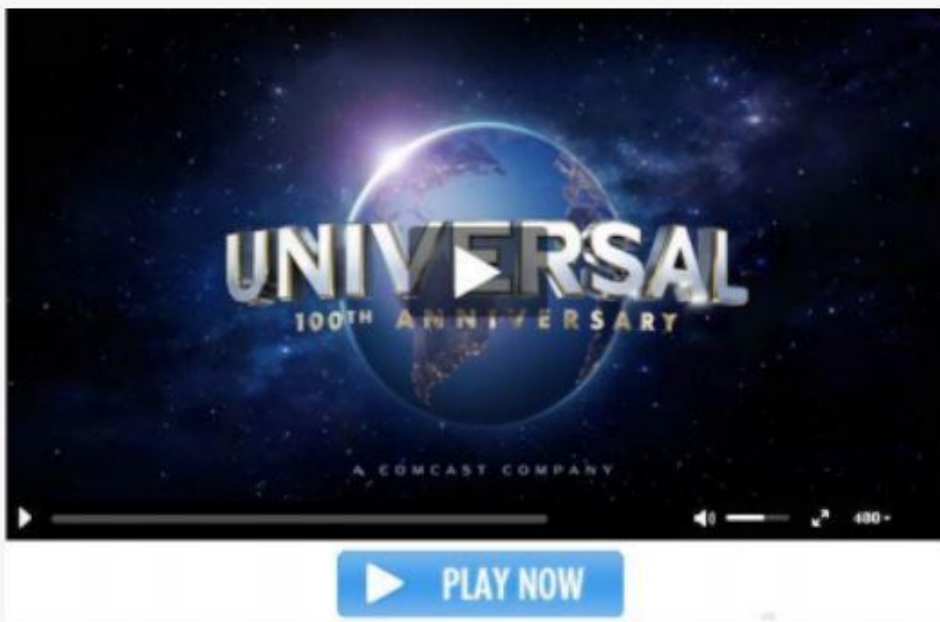 UNIVERSAL
100TH ANNIVERSARY
A COMCAST COMPANY
480
PLAY NOW